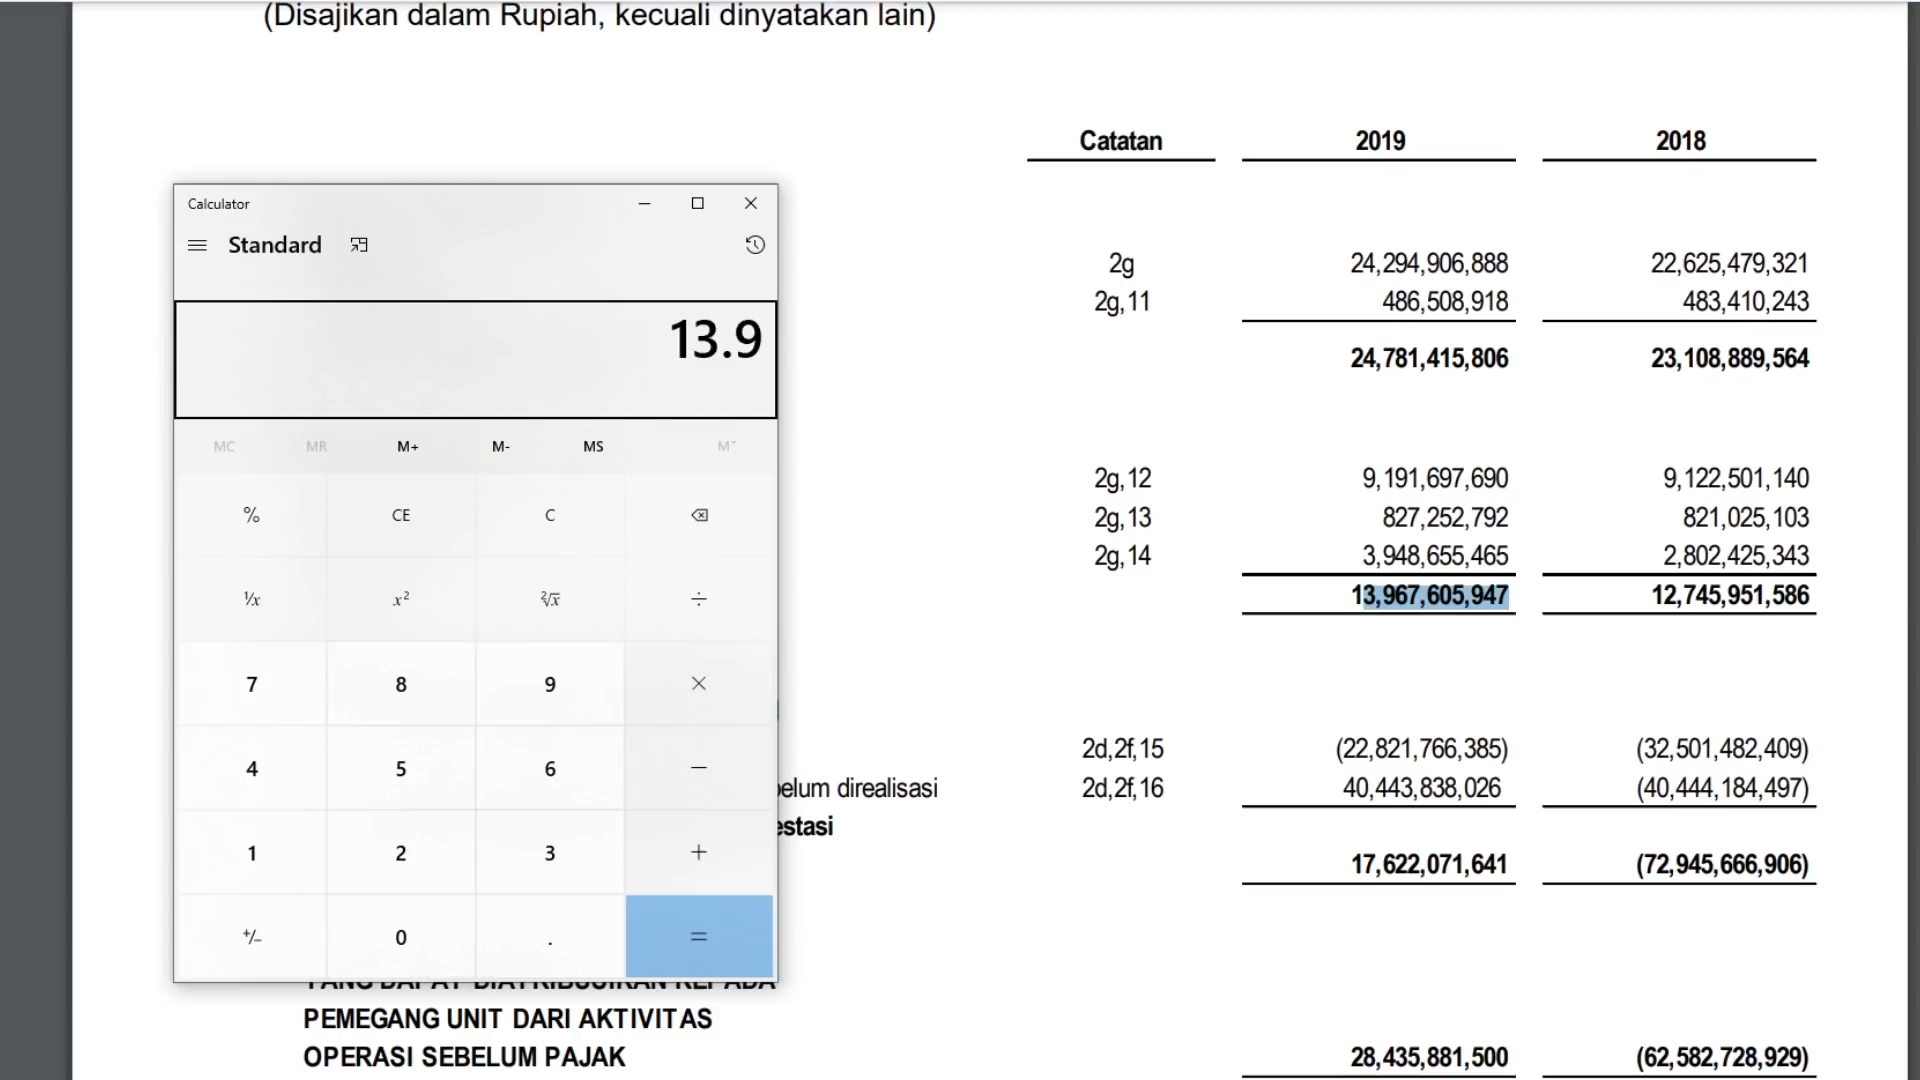 (Disajikan dalam Rupiah, kecuali dinyatakan lain)
Catatan 2019 2018
Calculator
Standard
13.9
MC MR M+ M- MS M˅
% CE C
¹/x x² ²√x ÷
7 8 9 ×
4 5 6 −
1 2 3 +
+/− 0 . =
2g 24,294,906,888 22,625,479,321
2g,11 486,508,918 483,410,243
24,781,415,806 23,108,889,564
2g,12 9,191,697,690 9,122,501,140
2g,13 827,252,792 821,025,103
2g,14 3,948,655,465 2,802,425,343
13,967,605,947 12,745,951,586
2d,2f,15 (22,821,766,385) (32,501,482,409)
elum direalisasi 2d,2f,16 40,443,838,026 (40,444,184,497)
estasi
17,622,071,641 (72,945,666,906)
PEMEGANG UNIT DARI AKTIVITAS
OPERASI SEBELUM PAJAK 28,435,881,500 (62,582,728,929)